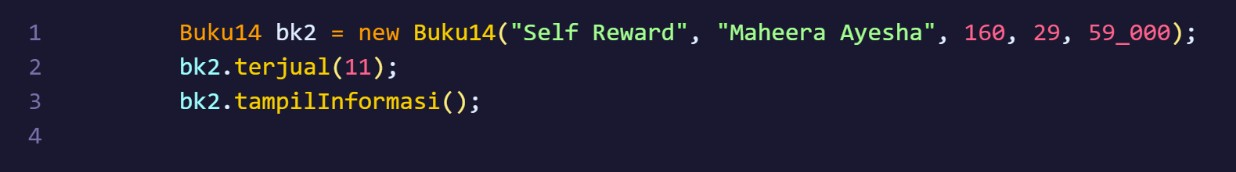 1 Buku14 bk2 = new Buku14("Self Reward", "Maheera Ayesha", 160, 29, 59_000);
2 bk2.terjual(11);
3 bk2.tampilInformasi();
4